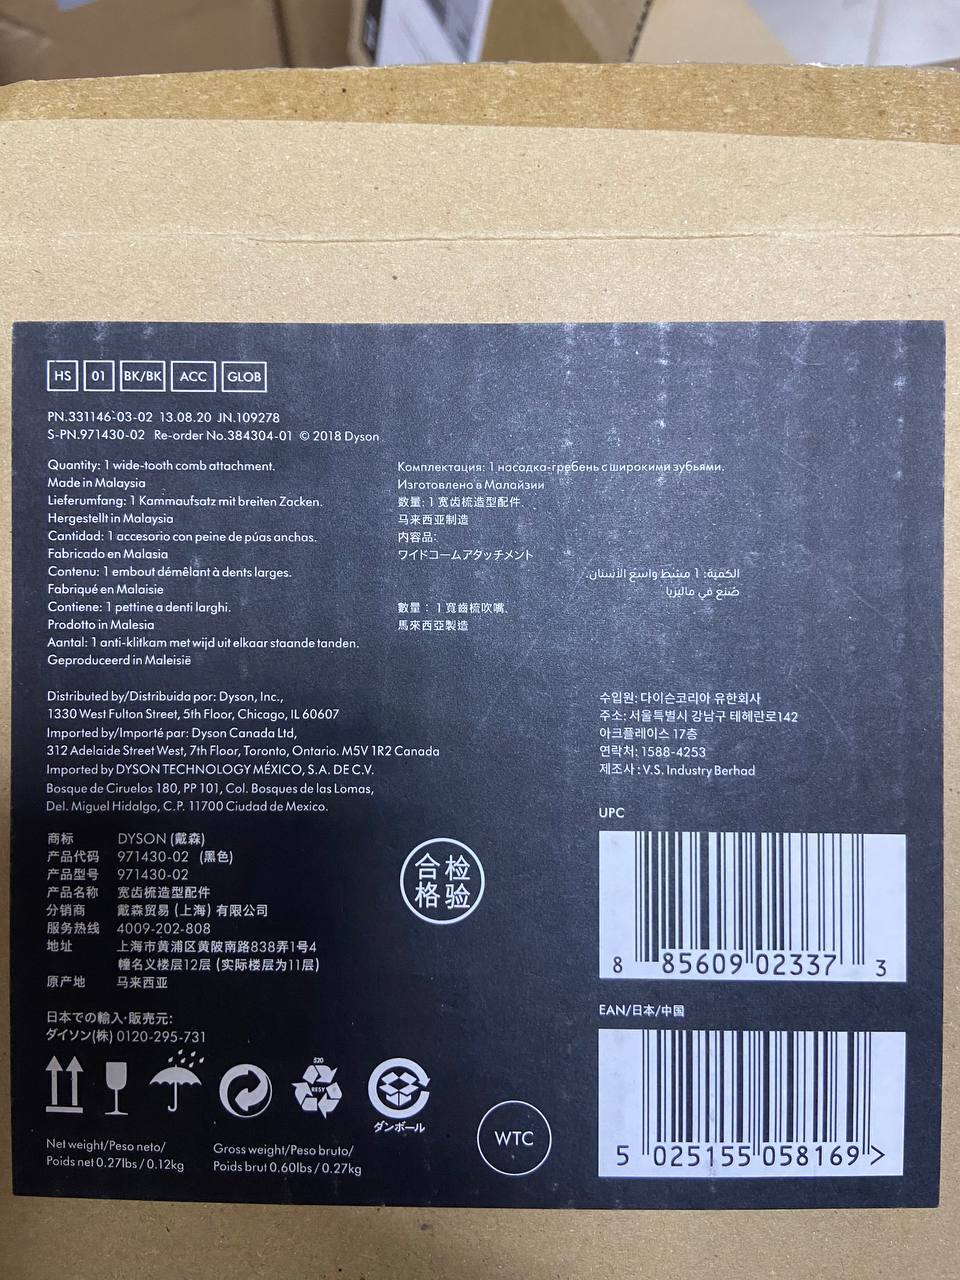 HS 01 BK/BK ACC GLOB
PN.331146-03-02 13.08.20 JN.109278
S-PN.971430-02 Re-order No.384304-01 © 2018 Dyson
Quantity: 1 wide-tooth comb attachment.
Made in Malaysia
Lieferumfang: 1 Kammaufsatz mit breiten Zacken.
Hergestellt in Malaysia
Cantidad: 1 accesorio con peine de púas anchas.
Fabricado en Malasia
Contenu: 1 embout démêlant à dents larges.
Fabriqué en Malaisie
Contiene: 1 pettine a denti larghi.
Prodotto in Malesia
Aantal: 1 anti-klitkam met wijd uit elkaar staande tanden.
Geproduceerd in Maleisië
Комплектация: 1 насадка-гребень с широкими зубьями.
Изготовлено в Малайзии
数量: 1 宽齿梳造型配件.
马来西亚制造
内容品:
ワイドコームアタッチメント
الكمية: 1 مشط واسع الأسنان.
صُنع في ماليزيا
數量： 1 寬齒梳吹嘴.
馬來西亞製造
Distributed by/Distribuida por: Dyson, Inc.,
1330 West Fulton Street, 5th Floor, Chicago, IL 60607
Imported by/Importé par: Dyson Canada Ltd,
312 Adelaide Street West, 7th Floor, Toronto, Ontario. M5V 1R2 Canada
Imported by DYSON TECHNOLOGY MÉXICO, S.A. DE C.V.
Bosque de Ciruelos 180, PP 101, Col. Bosques de las Lomas,
Del. Miguel Hidalgo, C.P. 11700 Ciudad de Mexico.
수입원: 다이슨코리아 유한회사
주소: 서울특별시 강남구 테헤란로142
아크플레이스 17층
연락처: 1588-4253
제조사: V.S. Industry Berhad
商标 DYSON (戴森)
产品代码 971430-02 (黑色)
产品型号 971430-02
产品名称 宽齿梳造型配件
分销商 戴森贸易 (上海) 有限公司
服务热线 4009-202-808
地址 上海市黄浦区黄陂南路838弄1号4
幢名义楼层12层 (实际楼层为11层)
原产地 马来西亚
合检
格验
UPC
8 85609 02337 3
EAN/日本/中国
5 025155 058169 >
日本での輸入・販売元:
ダイソン(株) 0120-295-731
520
RESY
ダンボール
WTC
Net weight/Peso neto/
Poids net 0.27lbs / 0.12kg
Gross weight/Peso bruto/
Poids brut 0.60lbs / 0.27kg